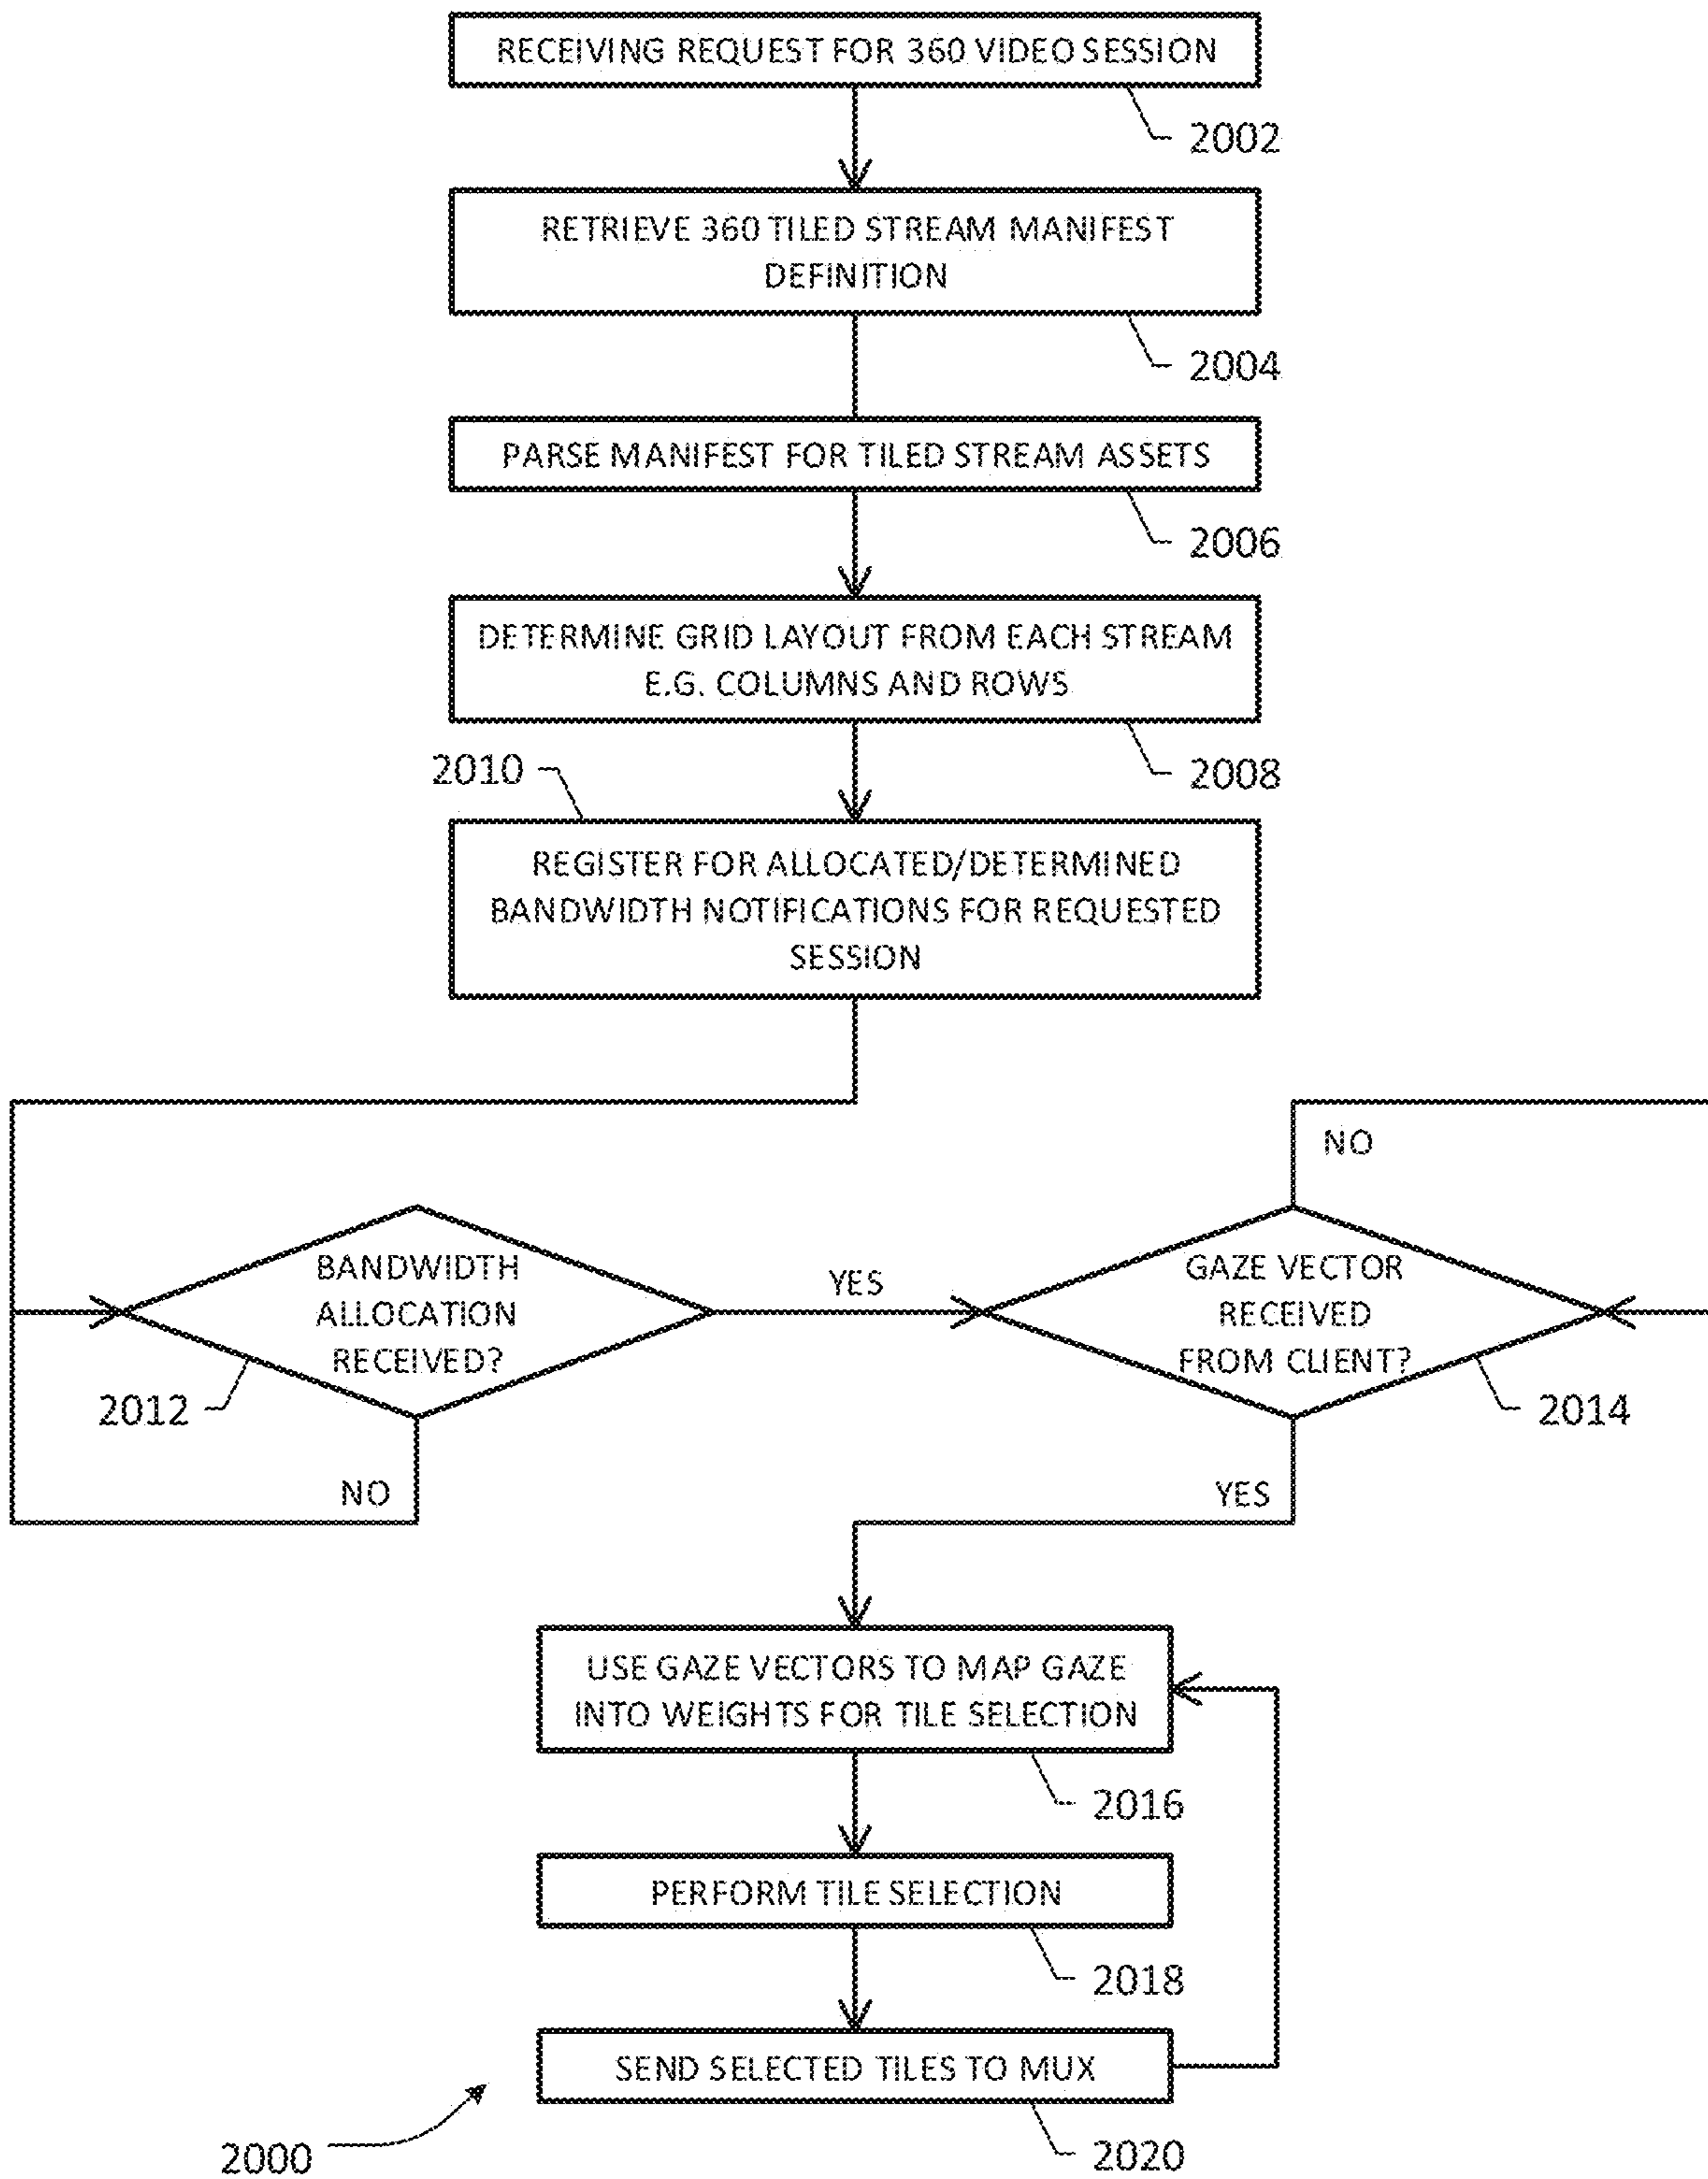 RECEIVING REQUEST FOR 360 VIDEO SESSION
2002
RETRIEVE 360 TILED STREAM MANIFEST
DEFINITION
2004
PARSE MANIFEST FOR TILED STREAM ASSETS
2006
DETERMINE GRID LAYOUT FROM EACH STREAM
E.G. COLUMNS AND ROWS
2008
2010
REGISTER FOR ALLOCATED/DETERMINED
BANDWIDTH NOTIFICATIONS FOR REQUESTED
SESSION
BANDWIDTH
ALLOCATION
RECEIVED?
2012
NO
YES
NO
GAZE VECTOR
RECEIVED
FROM CLIENT?
2014
YES
USE GAZE VECTORS TO MAP GAZE
INTO WEIGHTS FOR TILE SELECTION
2016
PERFORM TILE SELECTION
2018
SEND SELECTED TILES TO MUX
2020
2000